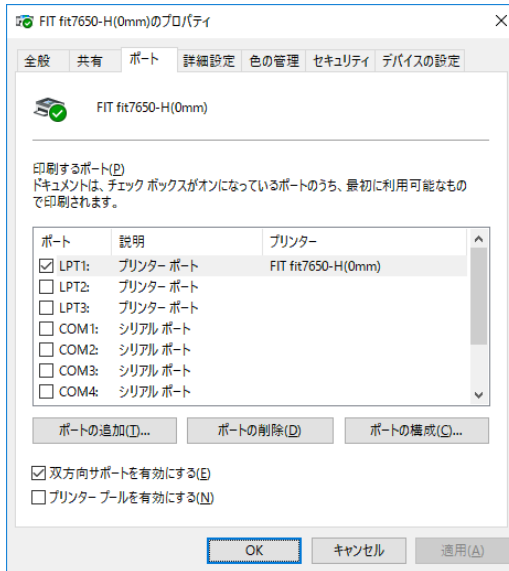 FIT fit7650-H(0mm)のプロパティ
全般 共有 ポート 詳細設定 色の管理 セキュリティ デバイスの設定
FIT fit7650-H(0mm)
印刷するポート(P)
ドキュメントは、チェック ボックスがオンになっているポートのうち、最初に利用可能なもの
で印刷されます。
ポート 説明 プリンター
LPT1: プリンター ポート FIT fit7650-H(0mm)
LPT2: プリンター ポート
LPT3: プリンター ポート
COM1: シリアル ポート
COM2: シリアル ポート
COM3: シリアル ポート
COM4: シリアル ポート
ポートの追加(T)... ポートの削除(D) ポートの構成(C)...
双方向サポートを有効にする(E)
プリンター プールを有効にする(N)
OK キャンセル 適用(A)